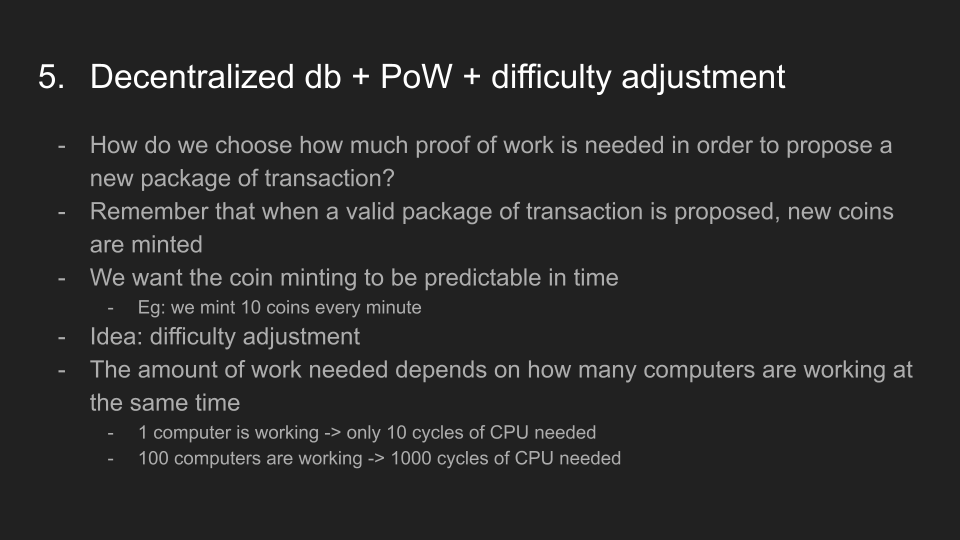 5. Decentralized db + PoW + difficulty adjustment
- How do we choose how much proof of work is needed in order to propose a
new package of transaction?
- Remember that when a valid package of transaction is proposed, new coins
are minted
- We want the coin minting to be predictable in time
- Eg: we mint 10 coins every minute
- Idea: difficulty adjustment
- The amount of work needed depends on how many computers are working at
the same time
- 1 computer is working -> only 10 cycles of CPU needed
- 100 computers are working -> 1000 cycles of CPU needed